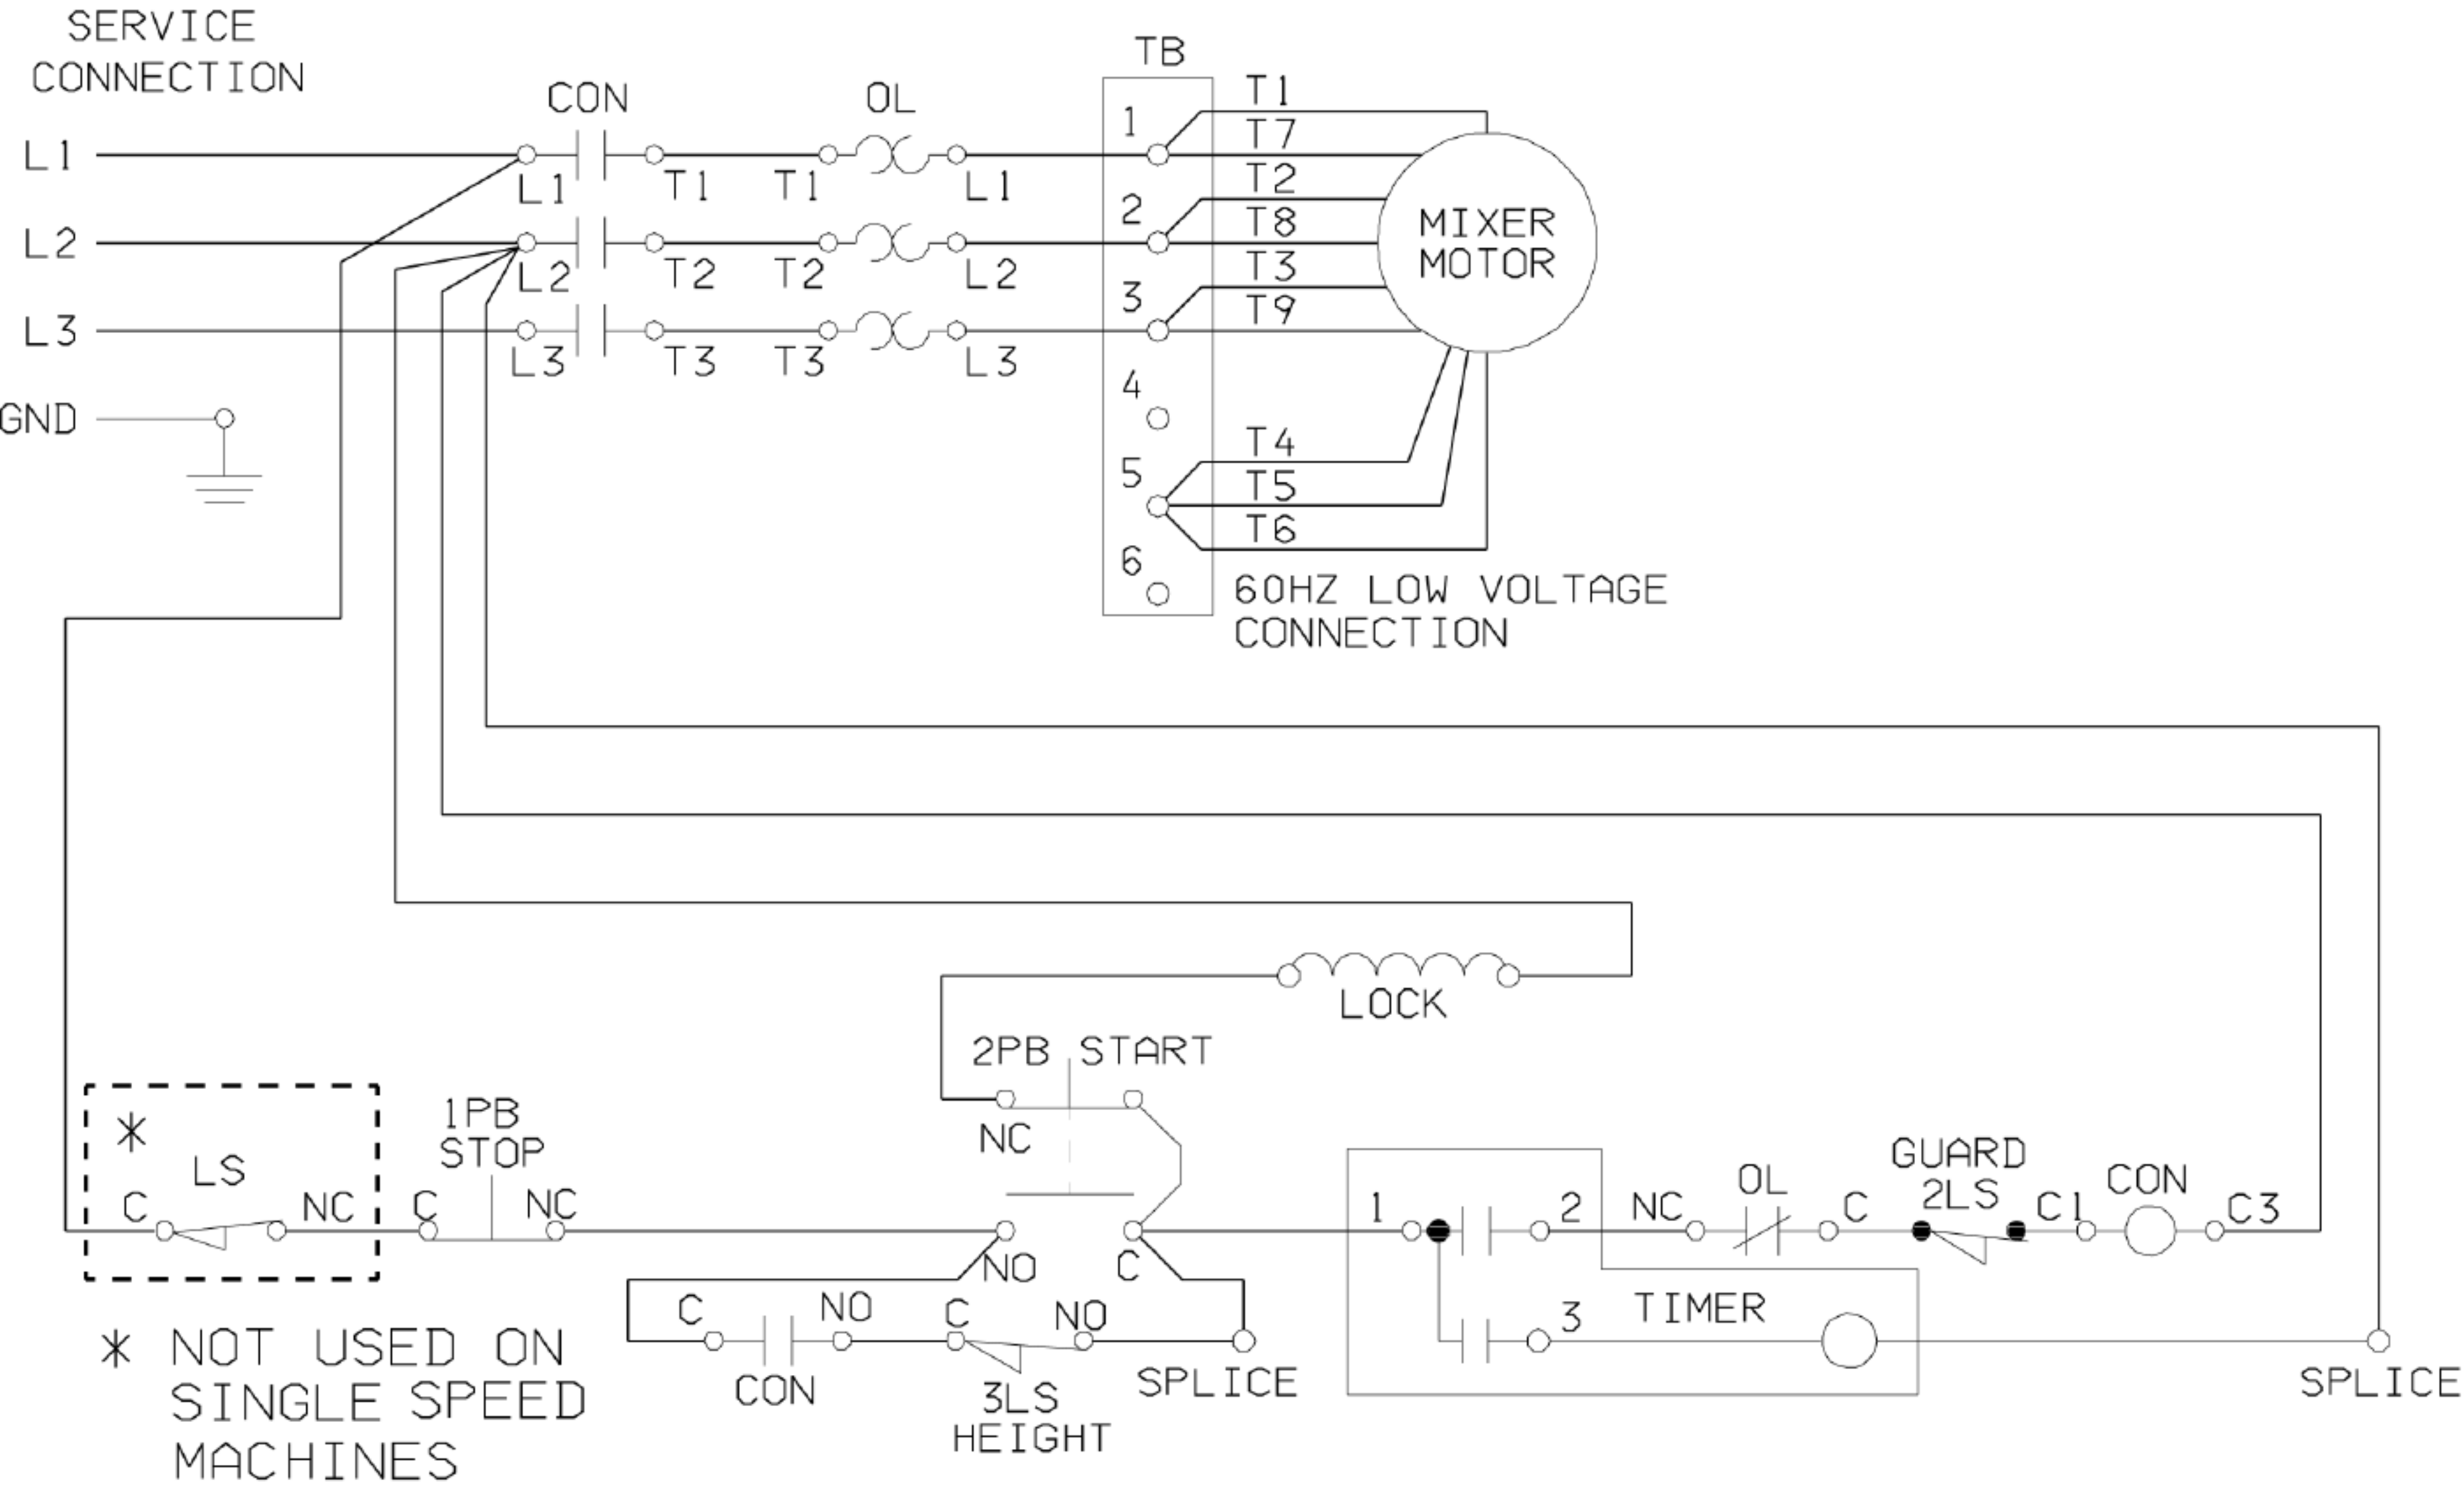 SERVICE
CONNECTION
TB
CON
OL
T1
1
T7
L1
L1
T1
T1
L1
T2
2
T8
MIXER
MOTOR
L2
L2
T2
T2
L2
T3
3
T9
L3
L3
T3
T3
L3
4
GND
T4
5
T5
T6
6
60HZ LOW VOLTAGE
CONNECTION
LOCK
2PB START
NC
*
LS
C
NC
1PB
STOP
C
NC
NO
C
1
2
NC
OL
C
GUARD
2LS
C1
CON
C3
C
NO
C
NO
CON
3LS
HEIGHT
SPLICE
3
TIMER
SPLICE
* NOT USED ON
SINGLE SPEED
MACHINES